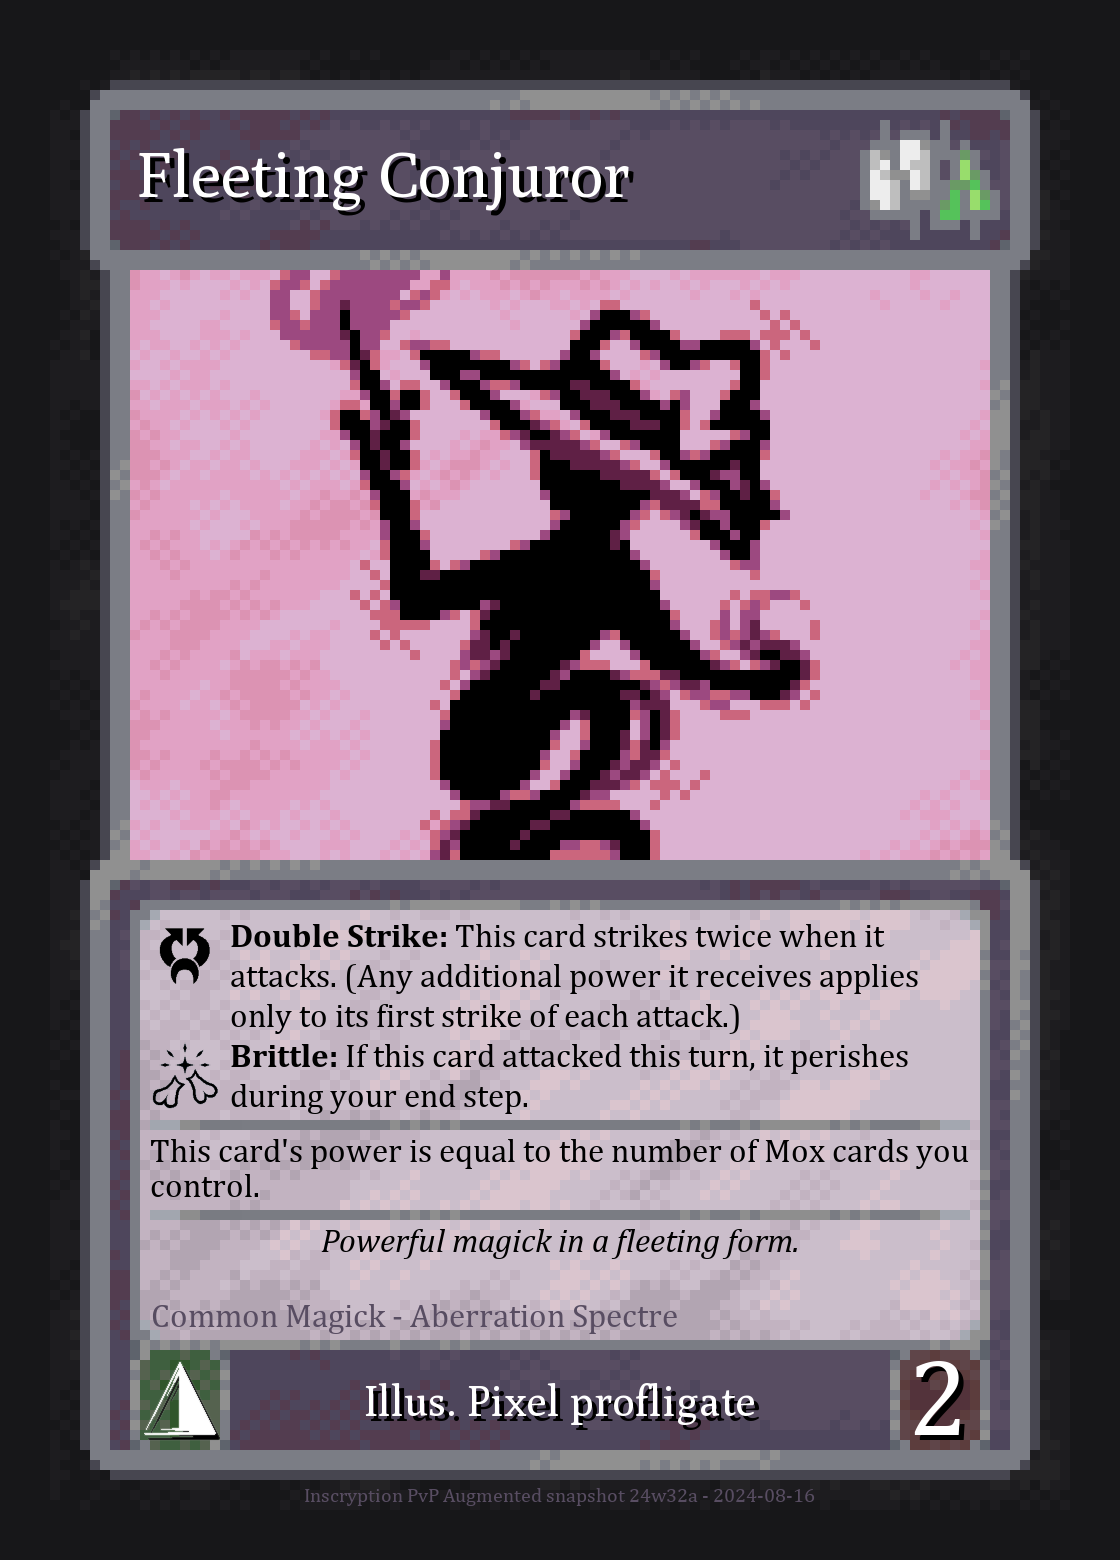 Fleeting Conjuror
Double Strike: This card strikes twice when it
attacks. (Any additional power it receives applies
only to its first strike of each attack.)
Brittle: If this card attacked this turn, it perishes
during your end step.
This card's power is equal to the number of Mox cards you
control.
Powerful magick in a fleeting form.
Common Magick - Aberration Spectre
Illus. Pixel profligate
2
Inscryption PvP Augmented snapshot 24w32a - 2024-08-16